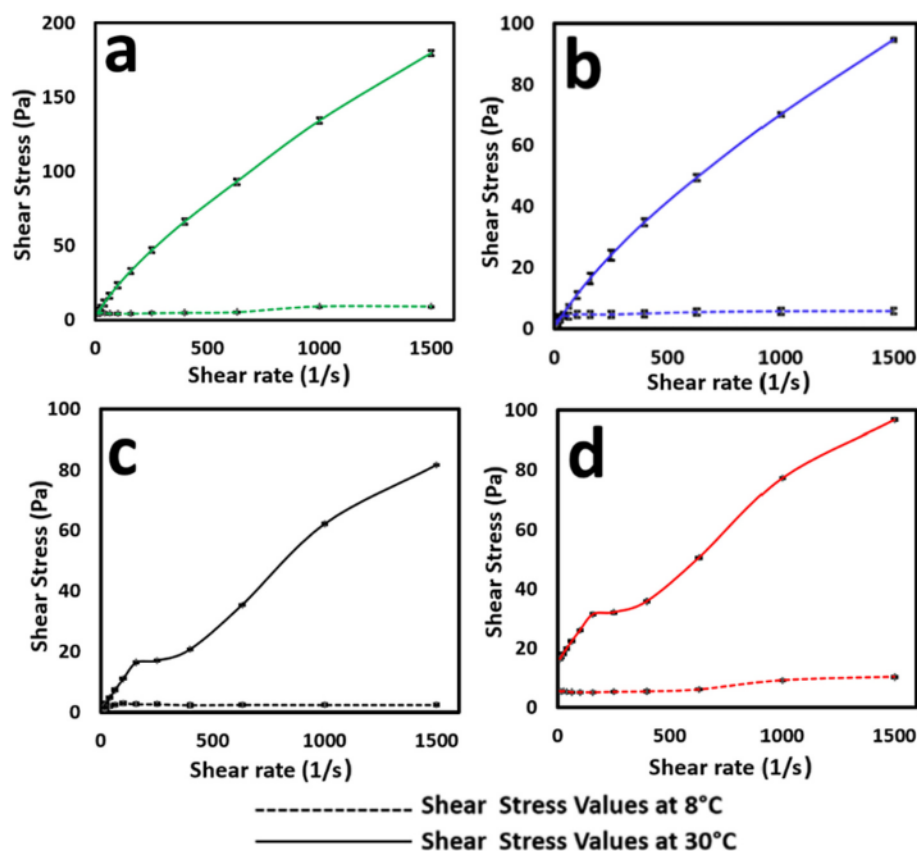 a
200
150
100
50
0
Shear Stress (Pa)
0 500 1000 1500
Shear rate (1/s)
b
100
80
60
40
20
0
Shear Stress (Pa)
0 500 1000 1500
Shear rate (1/s)
c
100
80
60
40
20
0
Shear Stress (Pa)
0 500 1000 1500
Shear rate (1/s)
d
100
80
60
40
20
0
Shear Stress (Pa)
0 500 1000 1500
Shear rate (1/s)
Shear Stress Values at 8°C
Shear Stress Values at 30°C